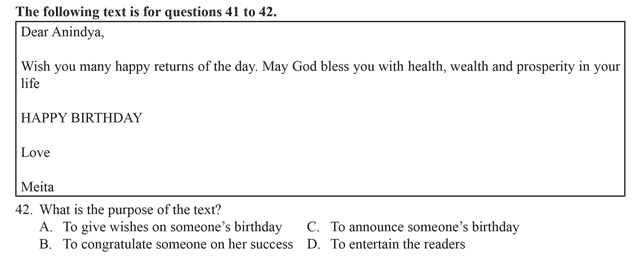 The following text is for questions 41 to 42.
Dear Anindya,
Wish you many happy returns of the day. May God bless you with health, wealth and prosperity in your
life
HAPPY BIRTHDAY
Love
Meita
42. What is the purpose of the text?
A. To give wishes on someone's birthday C. To announce someone's birthday
B. To congratulate someone on her success D. To entertain the readers